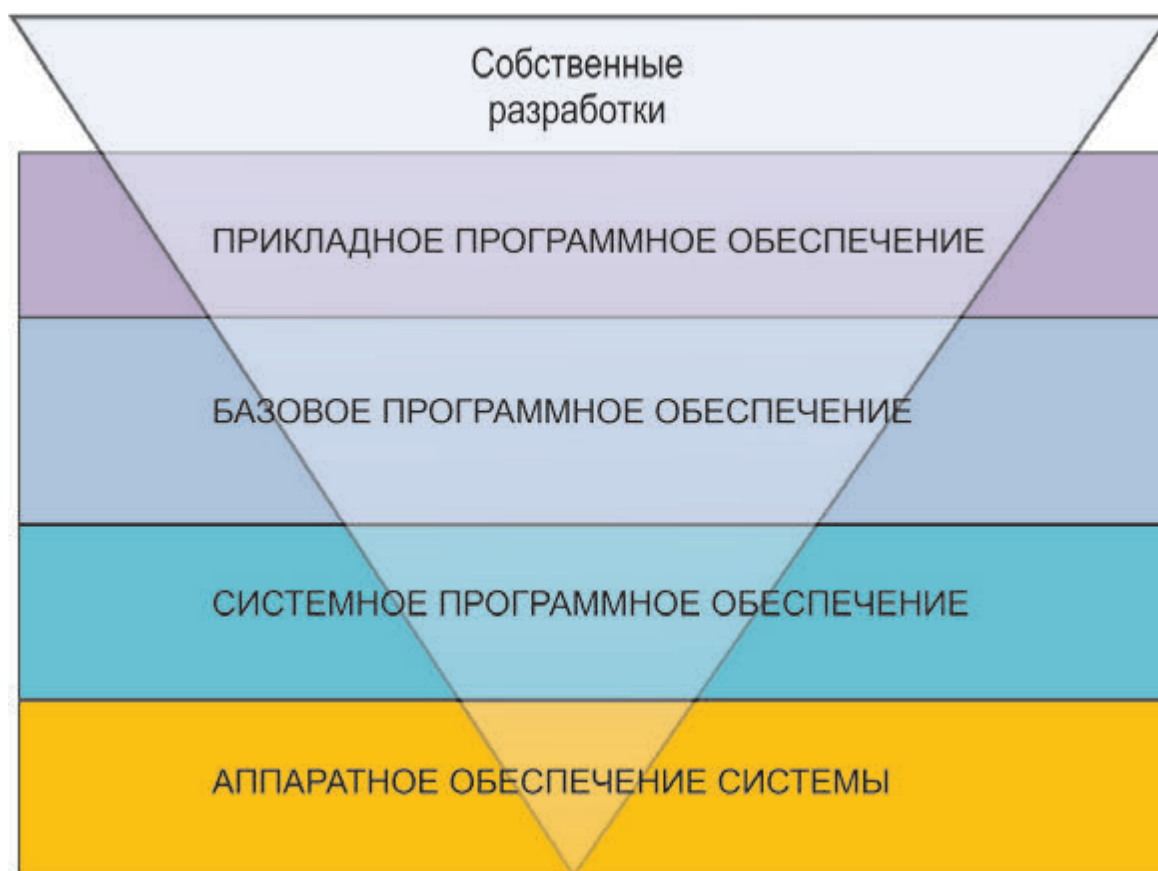 Собственные
разработки
ПРИКЛАДНОЕ ПРОГРАММНОЕ ОБЕСПЕЧЕНИЕ
БАЗОВОЕ ПРОГРАММНОЕ ОБЕСПЕЧЕНИЕ
СИСТЕМНОЕ ПРОГРАММНОЕ ОБЕСПЕЧЕНИЕ
АППАРАТНОЕ ОБЕСПЕЧЕНИЕ СИСТЕМЫ